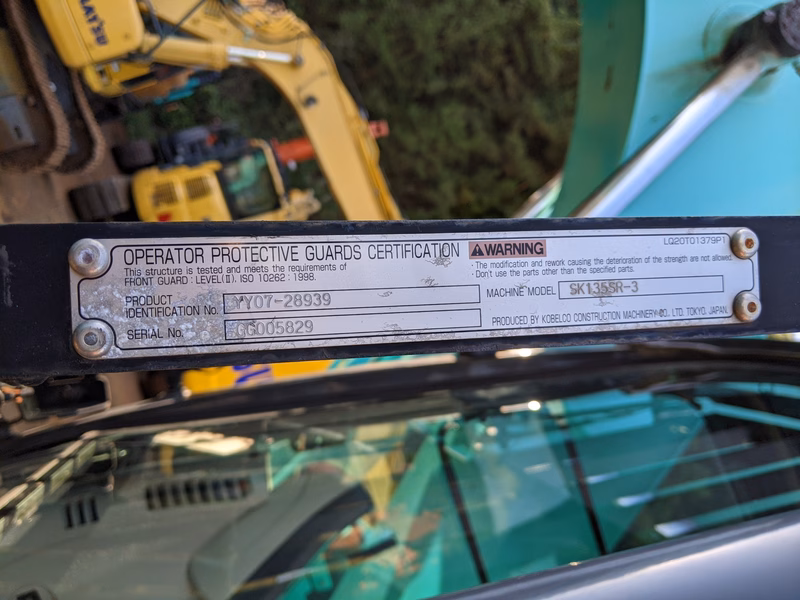 KOMATSU
OPERATOR PROTECTIVE GUARDS CERTIFICATION
This structure is tested and meets the requirements of
FRONT GUARD : LEVEL(Ⅱ). ISO 10262 : 1998.
WARNING
LQ20T01379P1
· The modification and rework causing the deterioration of the strength are not allowed.
· Don't use the parts other than the specified parts.
PRODUCT IDENTIFICATION No. YY07-28939
MACHINE MODEL SK135SR-3
SERIAL No. GG005829
PRODUCED BY KOBELCO CONSTRUCTION MACHINERY CO. LTD. TOKYO, JAPAN.